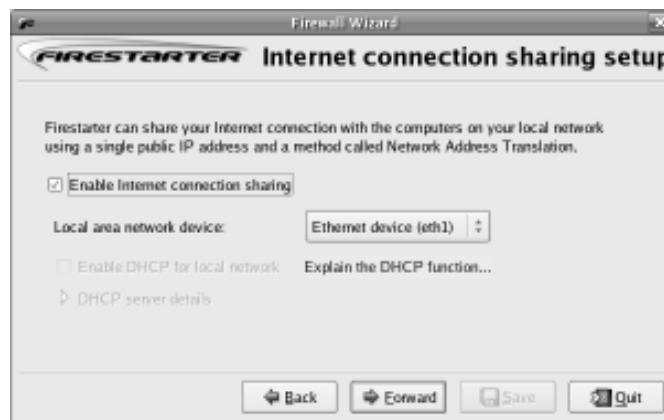 Firewall Wizard
FIRESTARTER Internet connection sharing setup
Firestarter can share your Internet connection with the computers on your local network
using a single public IP address and a method called Network Address Translation.
Enable Internet connection sharing
Local area network device: Ethernet device (eth1)
Enable DHCP for local network Explain the DHCP function...
DHCP server details
Back Forward Save Quit